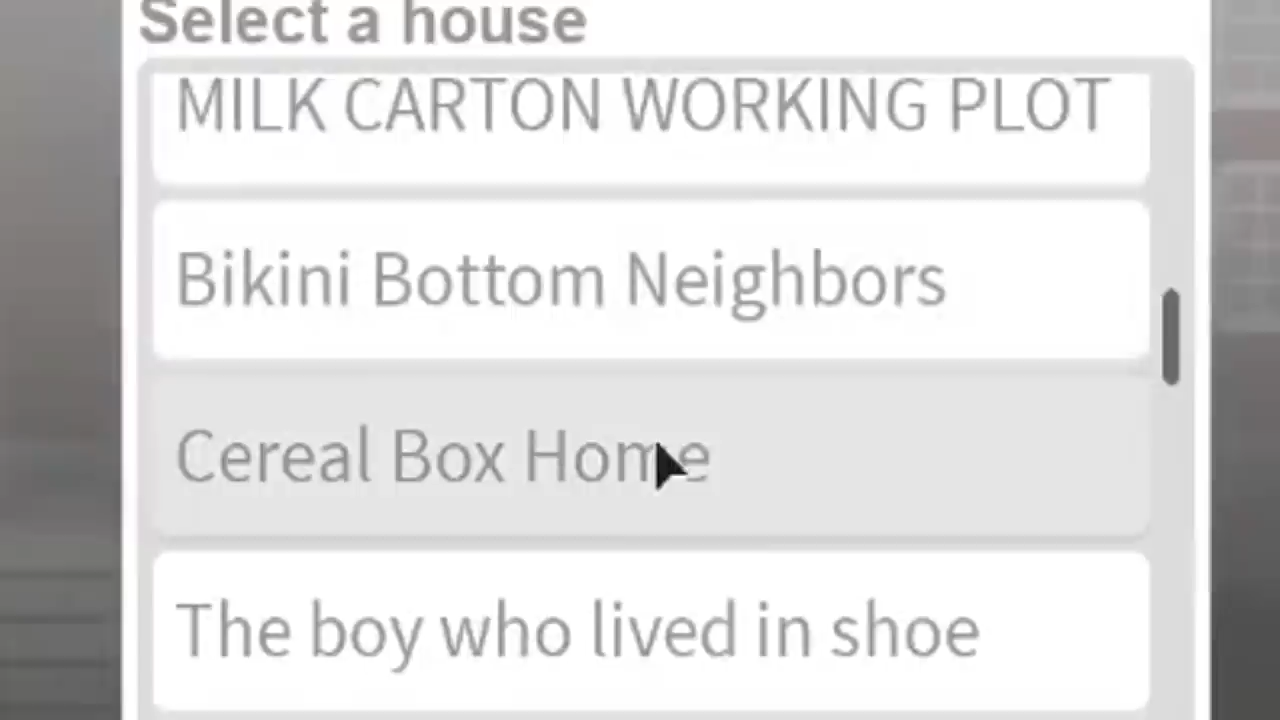 Select a house
MILK CARTON WORKING PLOT
Bikini Bottom Neighbors
Cereal Box Home
The boy who lived in shoe